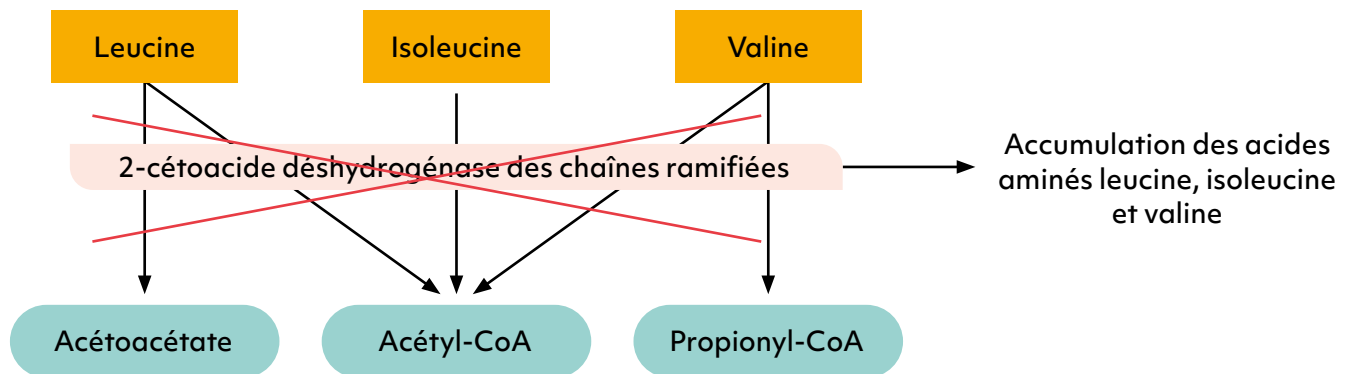 Leucine
Isoleucine
Valine
2-cétoacide déshydrogénase des chaînes ramifiées
Accumulation des acides
aminés leucine, isoleucine
et valine
Acétoacétate
Acétyl-CoA
Propionyl-CoA